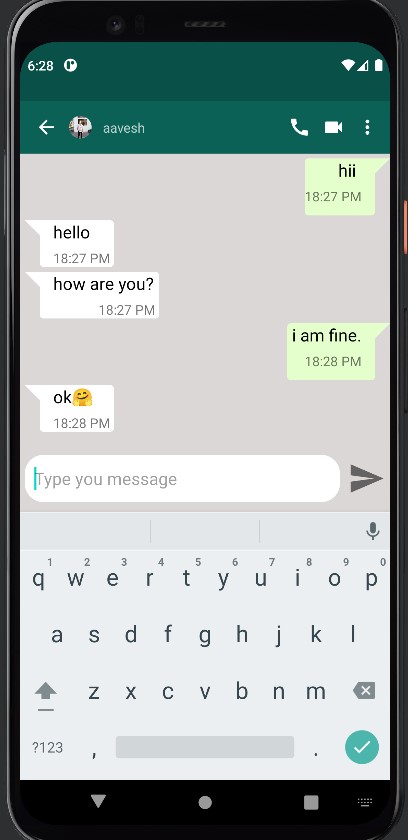 6:28
aavesh
hii
18:27 PM
hello
18:27 PM
how are you?
18:27 PM
i am fine.
18:28 PM
ok🤗
18:28 PM
Type you message
1 2 3 4 5 6 7 8 9 0
q w e r t y u i o p
a s d f g h j k l
z x c v b n m
?123 , .